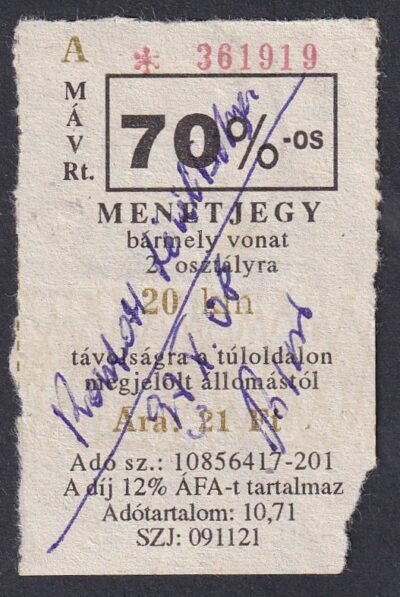 A * 361919
MÁV Rt.
70%-os
MENETJEGY
bármely vonat
2. osztályra
20 km
távolságra a túloldalon
megjelölt állomástól
Ára: 21 Ft
Adó sz.: 10856417-201
A díj 12% ÁFA-t tartalmaz
Adótartalom: 10,71
SZJ: 091121